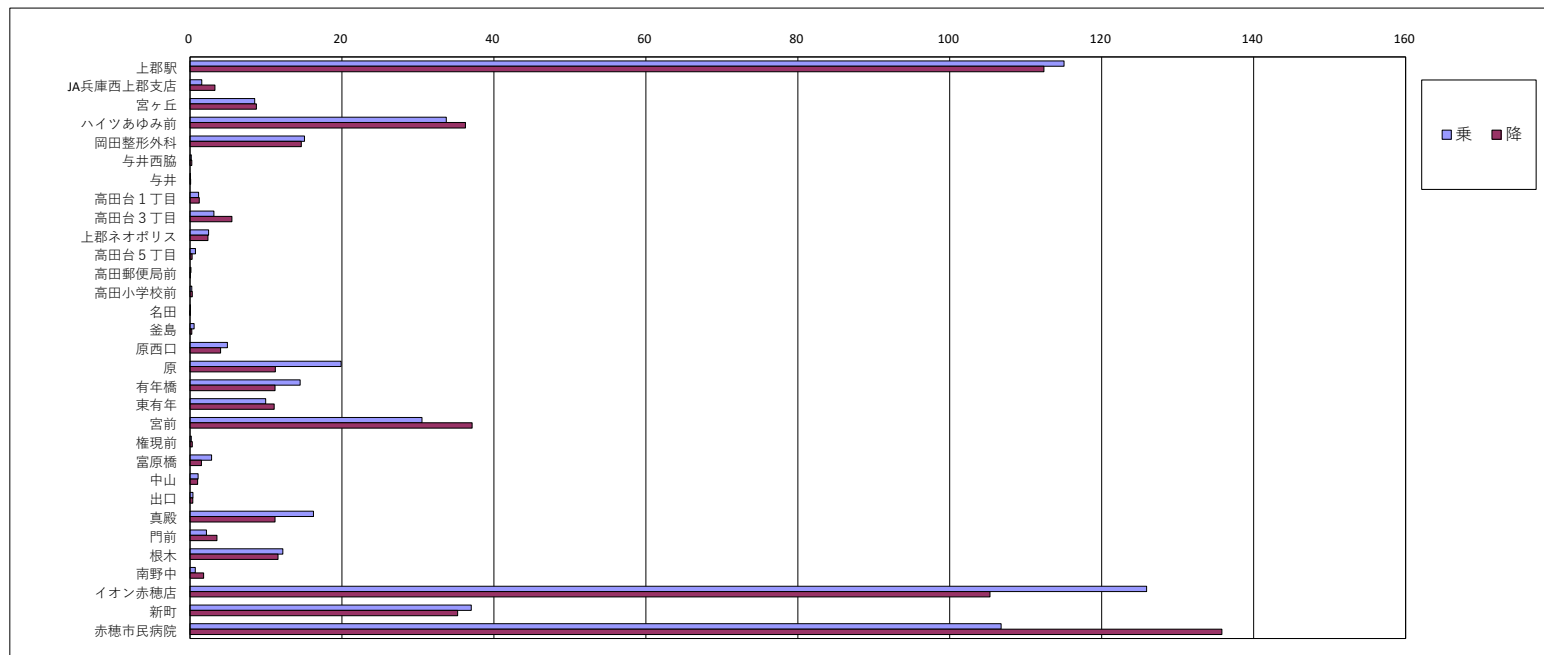 0 20 40 60 80 100 120 140 160
上郡駅
JA兵庫西上郡支店
宮ヶ丘
ハイツあゆみ前
岡田整形外科
与井西脇
与井
高田台１丁目
高田台３丁目
上郡ネオポリス
高田台５丁目
高田郵便局前
高田小学校前
名田
釜島
原西口
原
有年橋
東有年
宮前
権現前
富原橋
中山
出口
真殿
門前
根木
南野中
イオン赤穂店
新町
赤穂市民病院
乗 降